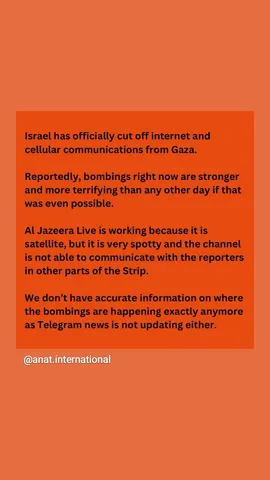 Israel has officially cut off internet and
cellular communications from Gaza.
Reportedly, bombings right now are stronger
and more terrifying than any other day if that
was even possible.
Al Jazeera Live is working because it is
satellite, but it is very spotty and the channel
is not able to communicate with the reporters
in other parts of the Strip.
We don't have accurate information on where
the bombings are happening exactly anymore
as Telegram news is not updating either.
@anat.international